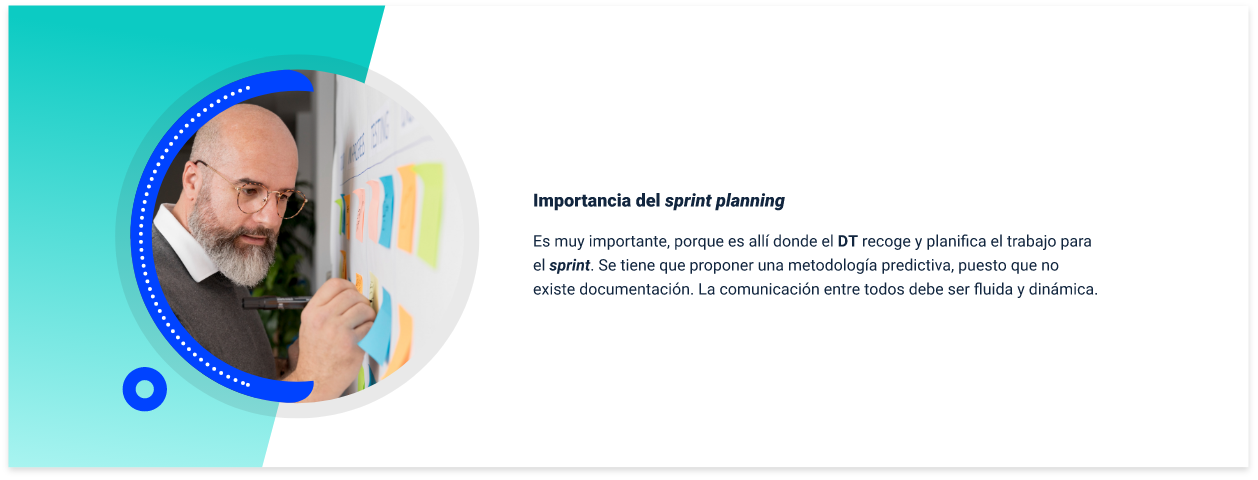 TESTING
Importancia del sprint planning
Es muy importante, porque es allí donde el DT recoge y planifica el trabajo para
el sprint. Se tiene que proponer una metodología predictiva, puesto que no
existe documentación. La comunicación entre todos debe ser fluida y dinámica.